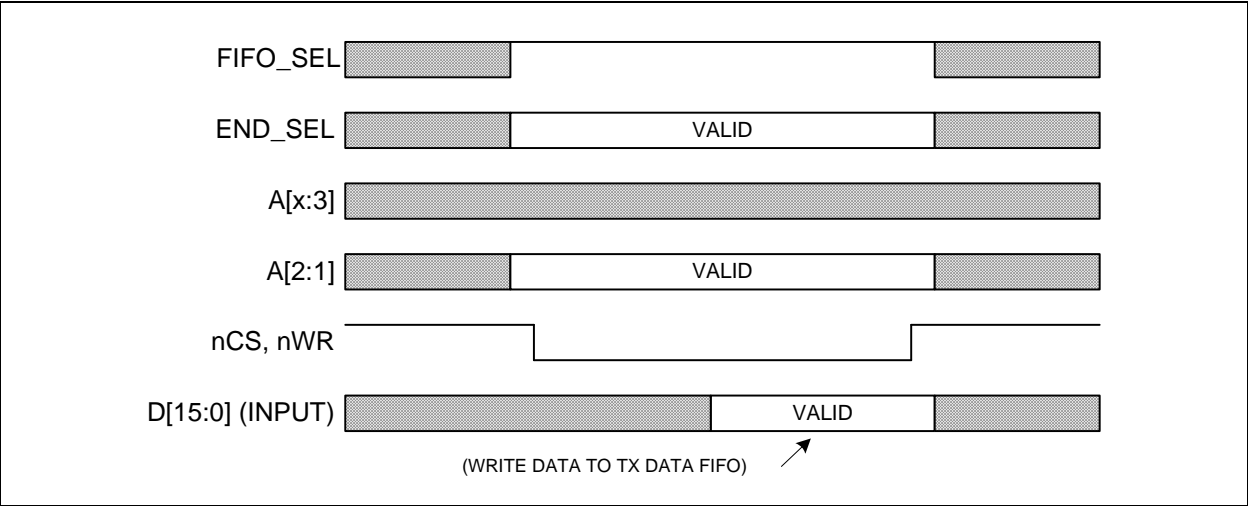 FIFO_SEL
END_SEL VALID
A[x:3]
A[2:1] VALID
nCS, nWR
D[15:0] (INPUT) VALID
(WRITE DATA TO TX DATA FIFO)